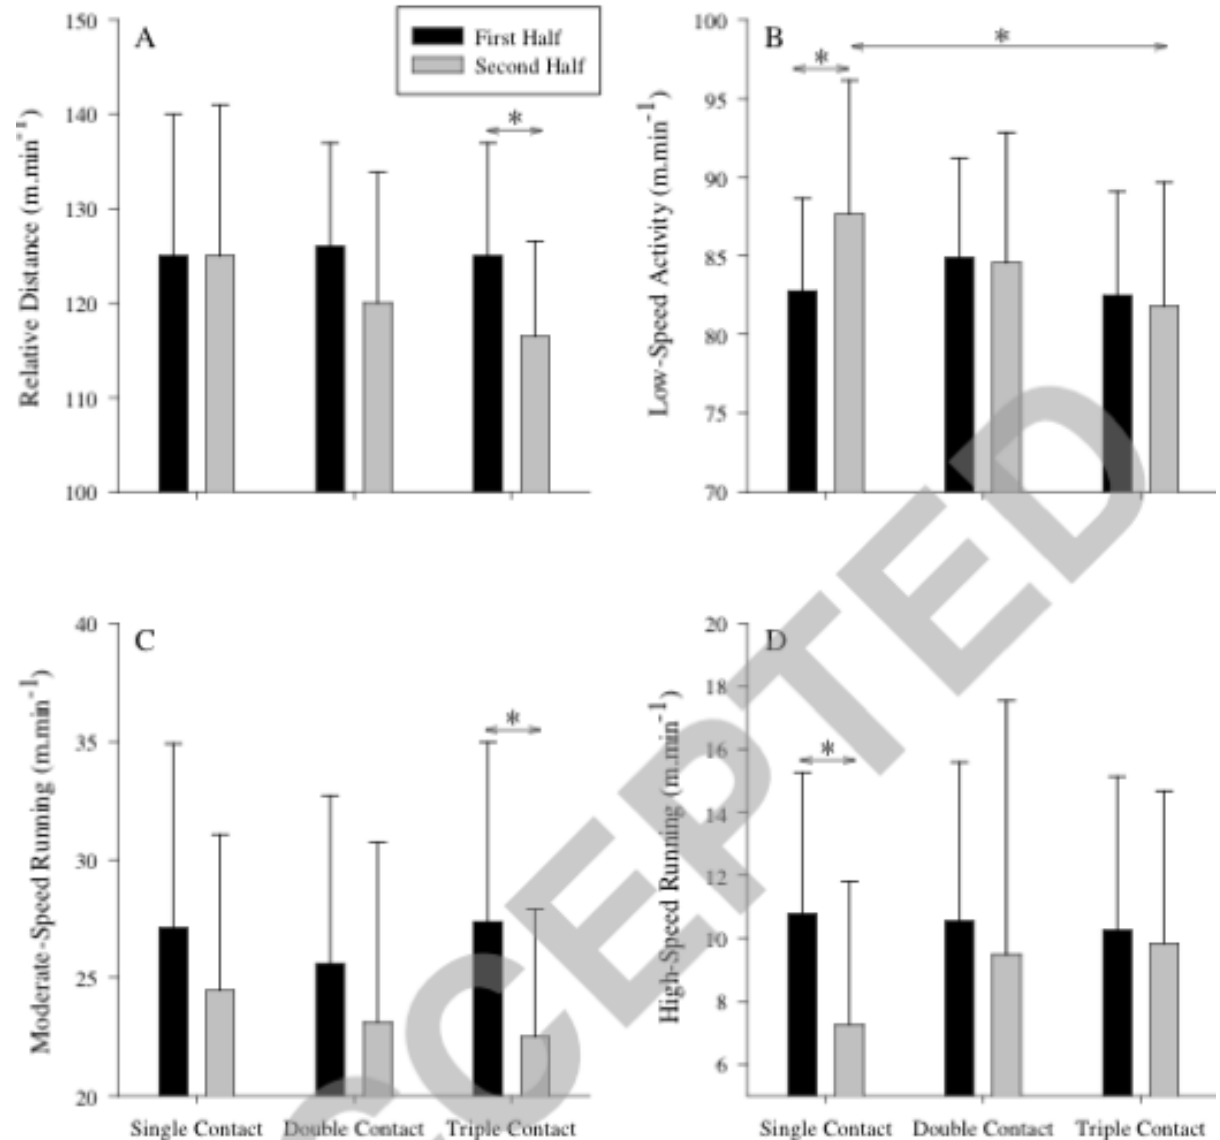 A
First Half
Second Half
Relative Distance (m.min⁻¹)
150
140
130
120
110
100
*
B
Low-Speed Activity (m.min⁻¹)
100
95
90
85
80
75
70
*
*
C
Moderate-Speed Running (m.min⁻¹)
40
35
30
25
20
*
Single Contact Double Contact Triple Contact
D
High-Speed Running (m.min⁻¹)
20
18
16
14
12
10
8
6
*
Single Contact Double Contact Triple Contact
CCEPTED